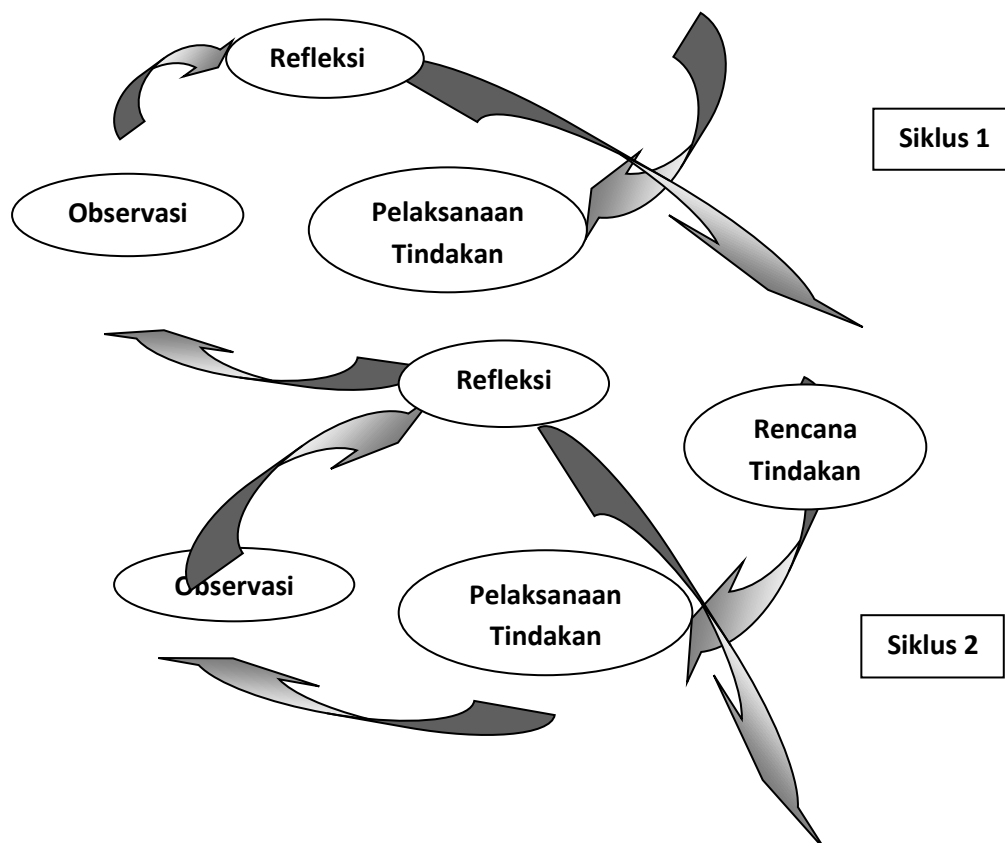 Refleksi
Siklus 1
Observasi
Pelaksanaan
Tindakan
Refleksi
Rencana
Tindakan
Observasi
Pelaksanaan
Tindakan
Siklus 2